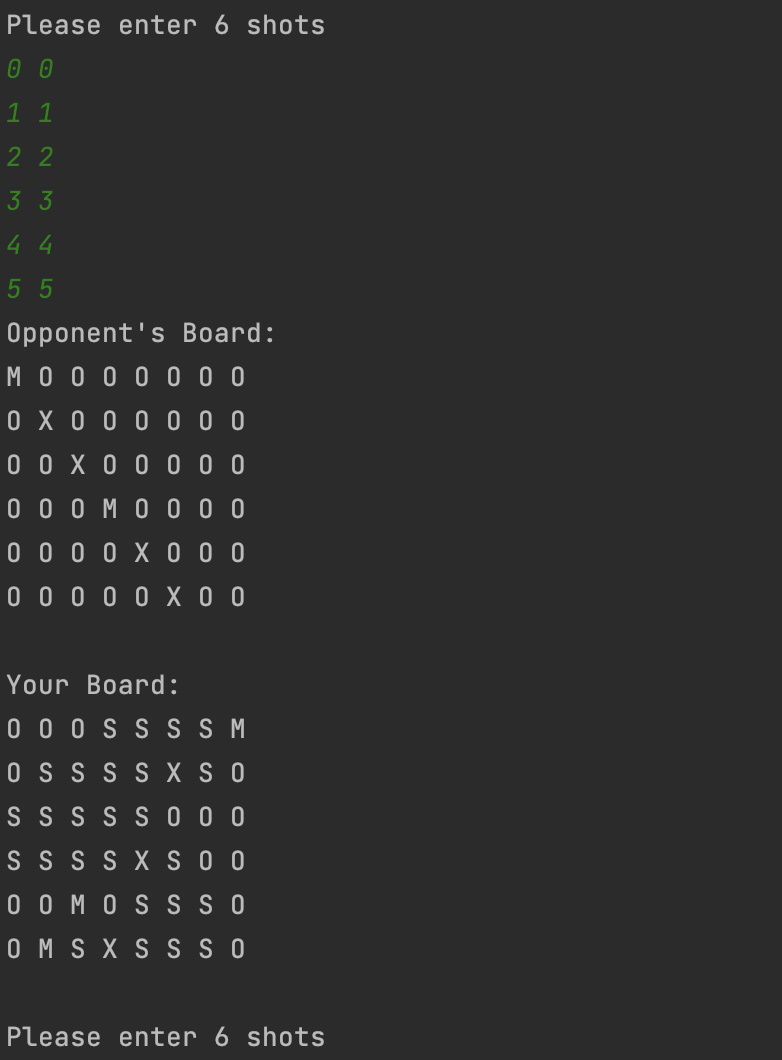 Please enter 6 shots
0 0
1 1
2 2
3 3
4 4
5 5
Opponent's Board:
M O O O O O O O
O X O O O O O O
O O X O O O O O
O O O M O O O O
O O O O X O O O
O O O O O X O O
Your Board:
O O O S S S S M
O S S S S X S O
S S S S S O O O
S S S S X S O O
O O M O S S S O
O M S X S S S O
Please enter 6 shots